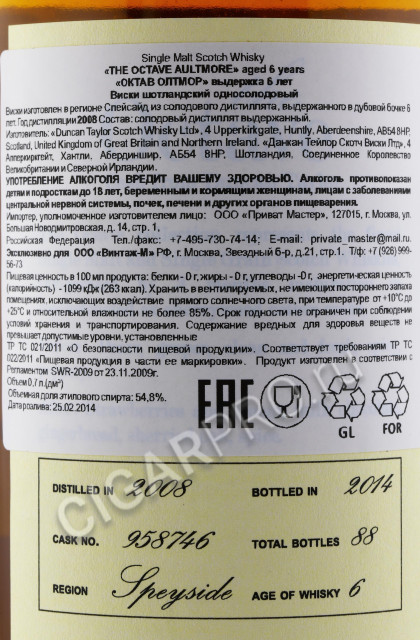 Single Malt Scotch Whisky
«THE OCTAVE AULTMORE» aged 6 years
«ОКТАВ ОЛТМОР» выдержка 6 лет
Виски шотландский односолодовый
Виски изготовлен в регионе Спейсайд из солодового дистиллята, выдержанного в дубовой бочке 6
лет. Год дистилляции 2008 Состав: солодовый дистиллят выдержанный.
Изготовитель: «Duncan Taylor Scotch Whisky Ltd», 4 Upperkirkgate, Huntly, Aberdeenshire, AB54 8HP,
Scotland, United Kingdom of Great Britain and Northern Ireland. «Данкан Тейлор Скотч Виски Лтд», 4
Апперкиркгейт, Хантли, Абердиншир, АБ54 8НР, Шотландия, Соединенное Королевство
Великобритании и Северной Ирландии.
УПОТРЕБЛЕНИЕ АЛКОГОЛЯ ВРЕДИТ ВАШЕМУ ЗДОРОВЬЮ. Алкоголь противопоказан
детям и подросткам до 18 лет, беременным и кормящим женщинам, лицам с заболеваниями
центральной нервной системы, почек, печени и других органов пищеварения.
Импортер, уполномоченное изготовителем лицо: ООО «Приват Мастер», 127015, г. Москва, ул.
Большая Новодмитровская, д. 14, стр. 1,
Российская Федерация Тел./факс: +7-495-730-74-14; E-mail: private_master@mail.ru.
Эксклюзивно для ООО «Винтаж-М» РФ, г. Москва, Звездный б-р, д.21, стр.1. Т/ф: +7 (926) 999-
56-73
Пищевая ценность в 100 мл продукта: белки - 0 г, жиры - 0 г, углеводы -0 г, энергетическая ценность
(калорийность) - 1099 кДж (263 ккал). Хранить в вентилируемых, не имеющих постороннего запаха
помещениях, исключающих воздействие прямого солнечного света, при температуре от +10°С до
+25°С и относительной влажности не более 85%. Срок годности не ограничен при соблюдении
условий хранения и транспортирования. Содержание вредных для здоровья веществ не
превышает допустимые уровни, установленные
ТР ТС 021/2011 «О безопасности пищевой продукции». Соответствует требованиям ТР ТС
022/2011 «Пищевая продукция в части ее маркировки». Продукт изготовлен в соответствии с
Регламентом SWR-2009 от 23.11.2009г.
Объем 0,7 л.(дм³)
Объемная доля этилового спирта: 54,8%.
Дата розлива: 25.02.2014
EAC
GL
FOR
CIGARPRO.ru
DISTILLED IN 2008 BOTTLED IN 2014
CASK NO. 958746 TOTAL BOTTLES 88
REGION Speyside AGE OF WHISKY 6